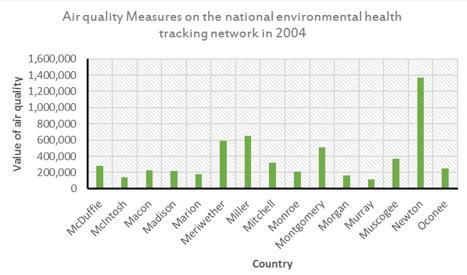 Air quality Measures on the national environmental health
tracking network in 2004
Value of air quality
1,600,000
1,400,000
1,200,000
1,000,000
800,000
600,000
400,000
200,000
0
McDuffie
McIntosh
Macon
Madison
Marion
Meriwether
Miller
Mitchell
Monroe
Montgomery
Morgan
Murray
Muscogee
Newton
Oconee
Country